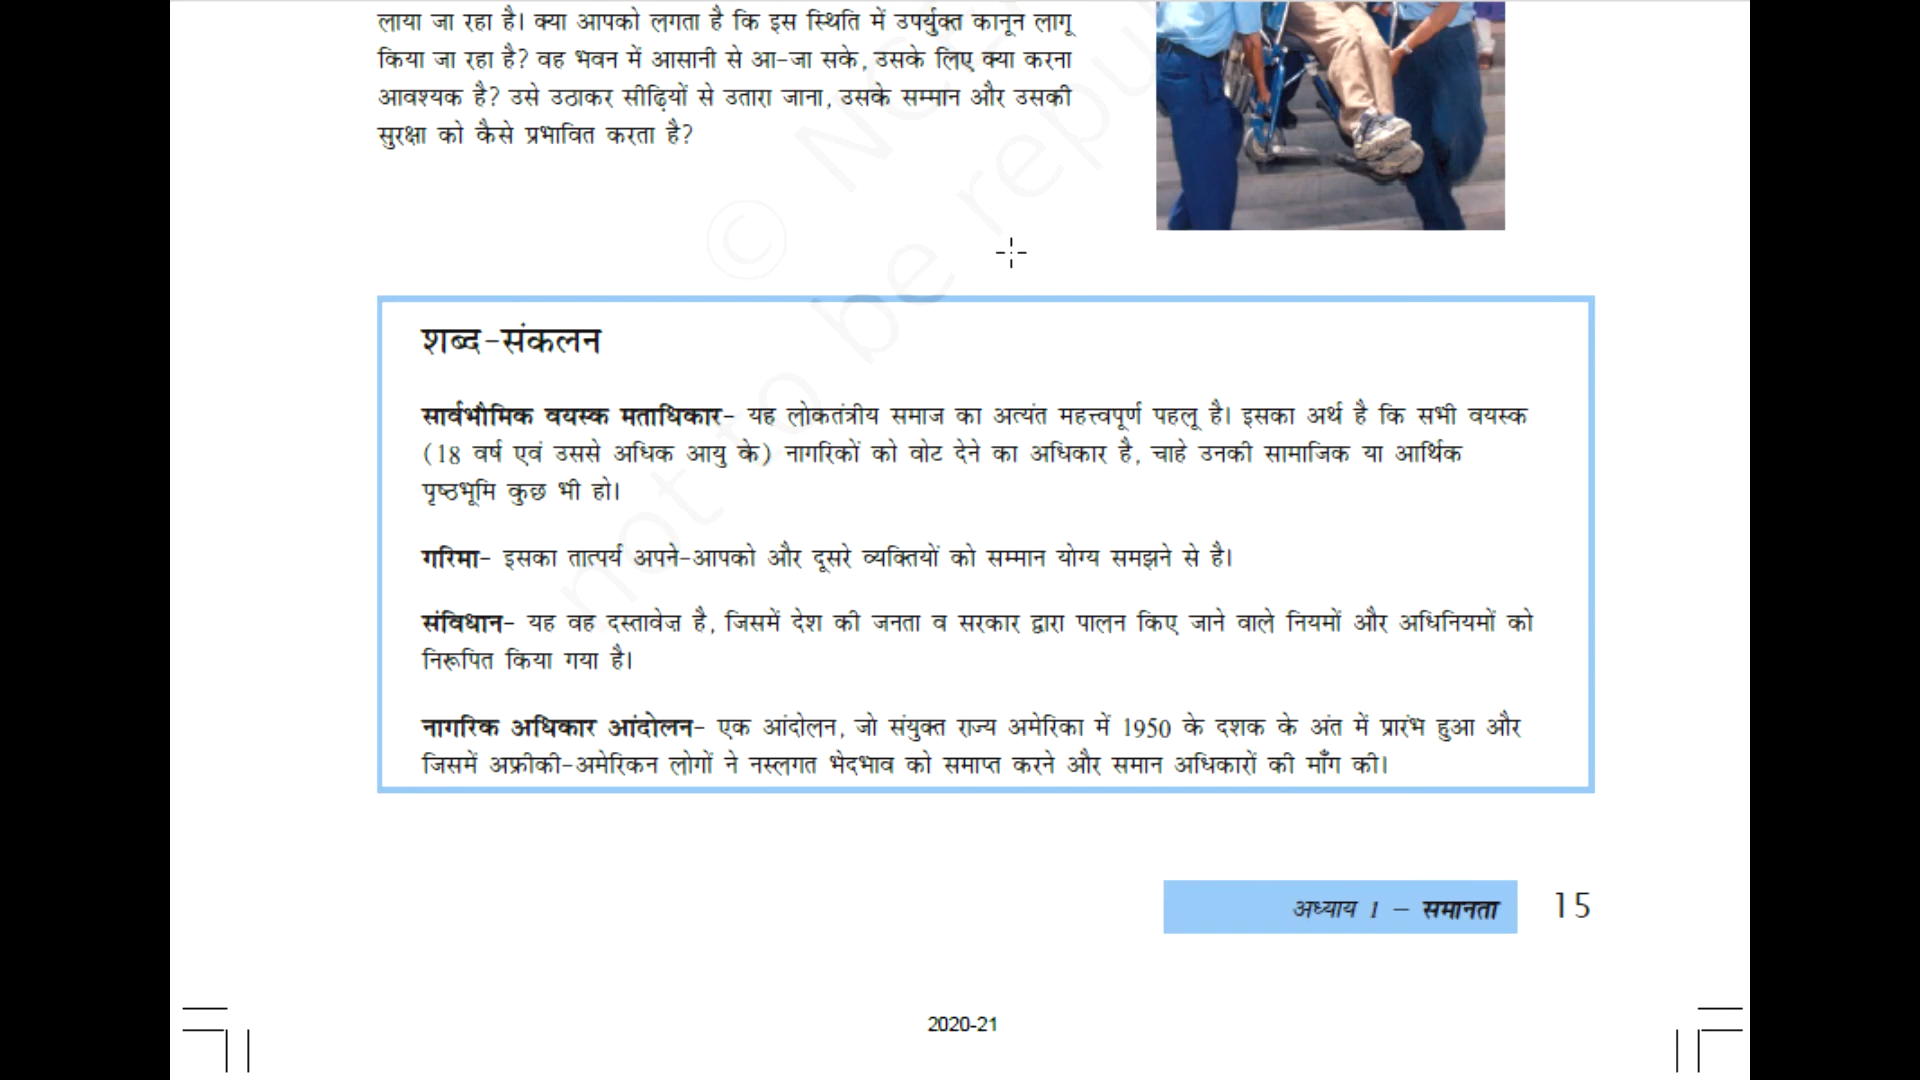 लाया जा रहा है। क्या आपको लगता है कि इस स्थिति में उपर्युक्त कानून लागू
किया जा रहा है? वह भवन में आसानी से आ-जा सके, उसके लिए क्या करना
आवश्यक है? उसे उठाकर सीढ़ियों से उतारा जाना, उसके सम्मान और उसकी
सुरक्षा को कैसे प्रभावित करता है?
©
not to be repu
शब्द-संकलन
सार्वभौमिक वयस्क मताधिकार- यह लोकतंत्रीय समाज का अत्यंत महत्त्वपूर्ण पहलू है। इसका अर्थ है कि सभी वयस्क
(18 वर्ष एवं उससे अधिक आयु के) नागरिकों को वोट देने का अधिकार है, चाहे उनकी सामाजिक या आर्थिक
पृष्ठभूमि कुछ भी हो।
गरिमा- इसका तात्पर्य अपने-आपको और दूसरे व्यक्तियों को सम्मान योग्य समझने से है।
संविधान- यह वह दस्तावेज़ है, जिसमें देश की जनता व सरकार द्वारा पालन किए जाने वाले नियमों और अधिनियमों को
निरूपित किया गया है।
नागरिक अधिकार आंदोलन- एक आंदोलन, जो संयुक्त राज्य अमेरिका में 1950 के दशक के अंत में प्रारंभ हुआ और
जिसमें अफ्रीकी-अमेरिकन लोगों ने नस्लगत भेदभाव को समाप्त करने और समान अधिकारों की माँग की।
अध्याय 1 – समानता 15
2020-21